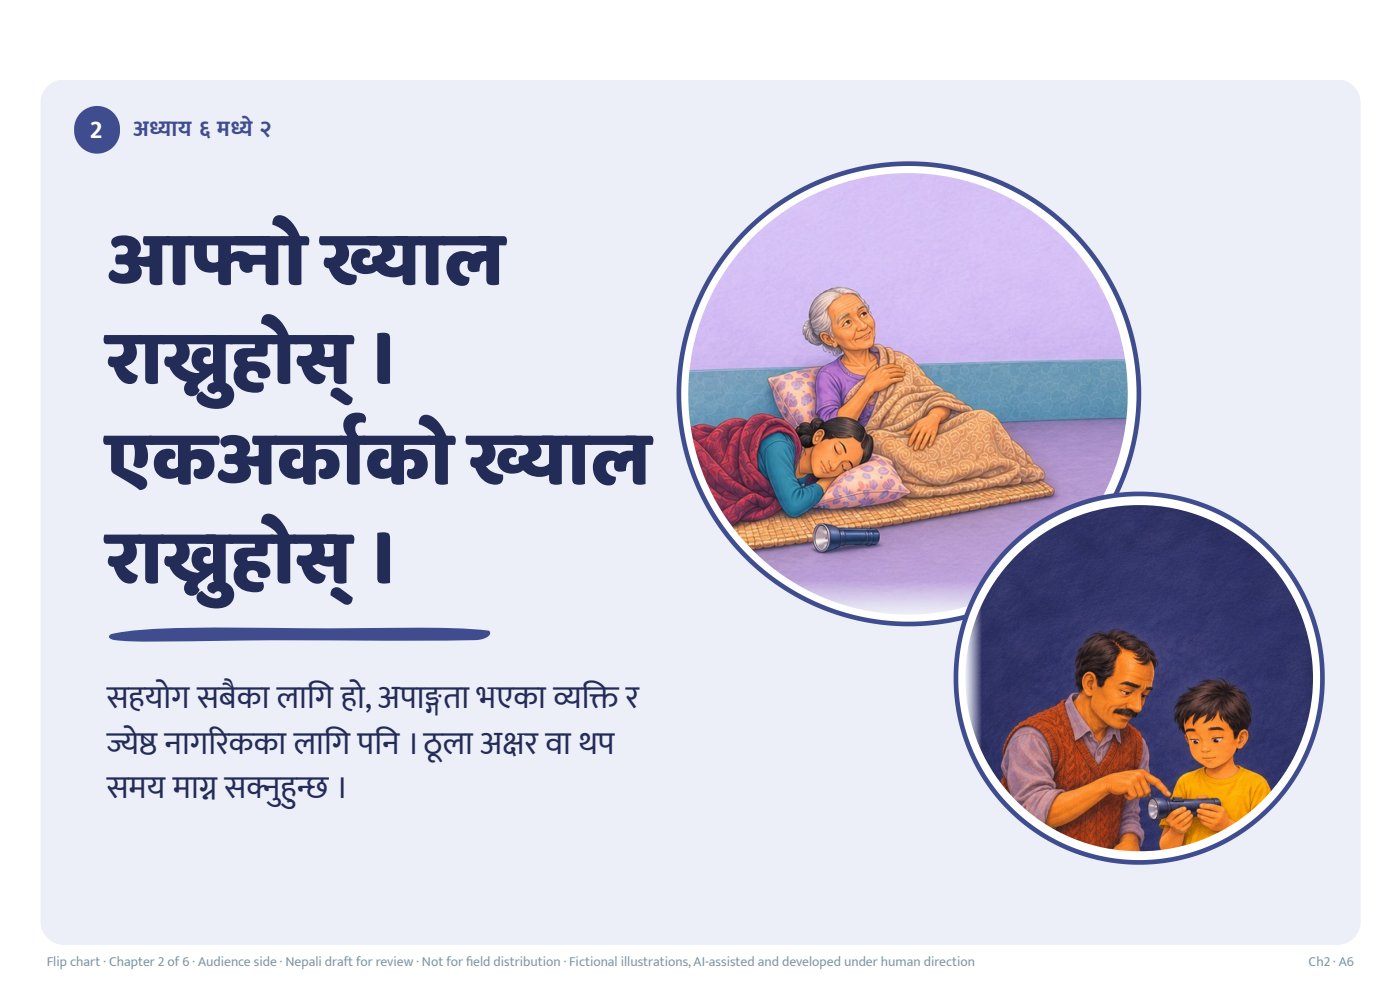 2
अध्याय ६ मध्ये २
आफ्नो ख्याल
राख्नुहोस् ।
एकअर्काको ख्याल
राख्नुहोस् ।
सहयोग सबैका लागि हो, अपाङ्गता भएका व्यक्ति र
ज्येष्ठ नागरिकका लागि पनि । ठूला अक्षर वा थप
समय माग्न सक्नुहुन्छ ।
Flip chart · Chapter 2 of 6 · Audience side · Nepali draft for review · Not for field distribution · Fictional illustrations, AI-assisted and developed under human direction
Ch2 · A6